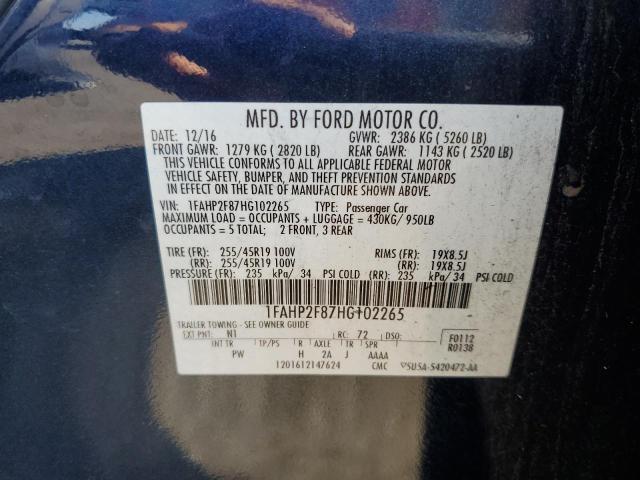 MFD. BY FORD MOTOR CO.
DATE: 12/16 GVWR: 2386 KG ( 5260 LB)
FRONT GAWR: 1279 KG ( 2820 LB) REAR GAWR: 1143 KG ( 2520 LB)
THIS VEHICLE CONFORMS TO ALL APPLICABLE FEDERAL MOTOR
VEHICLE SAFETY, BUMPER, AND THEFT PREVENTION STANDARDS
IN EFFECT ON THE DATE OF MANUFACTURE SHOWN ABOVE.
VIN: 1FAHP2F87HG102265 TYPE: Passenger Car
MAXIMUM LOAD = OCCUPANTS + LUGGAGE = 430KG/ 950LB
OCCUPANTS = 5 TOTAL; 2 FRONT, 3 REAR
TIRE (FR): 255/45R19 100V RIMS (FR): 19X8.5J
(RR): 255/45R19 100V (RR): 19X8.5J
PRESSURE (FR): 235 kPa/ 34 PSI COLD (RR): 235 kPa/ 34 PSI COLD
1FAHP2F87HG102265
TRAILER TOWING - SEE OWNER GUIDE
EXT PNT: N1 RC: 72 DSO: F0112
INT TR TP/PS R AXLE TR SPR R0138
PW H 2A J AAAA
1201612147624 CMC 5U5A-5420472-AA